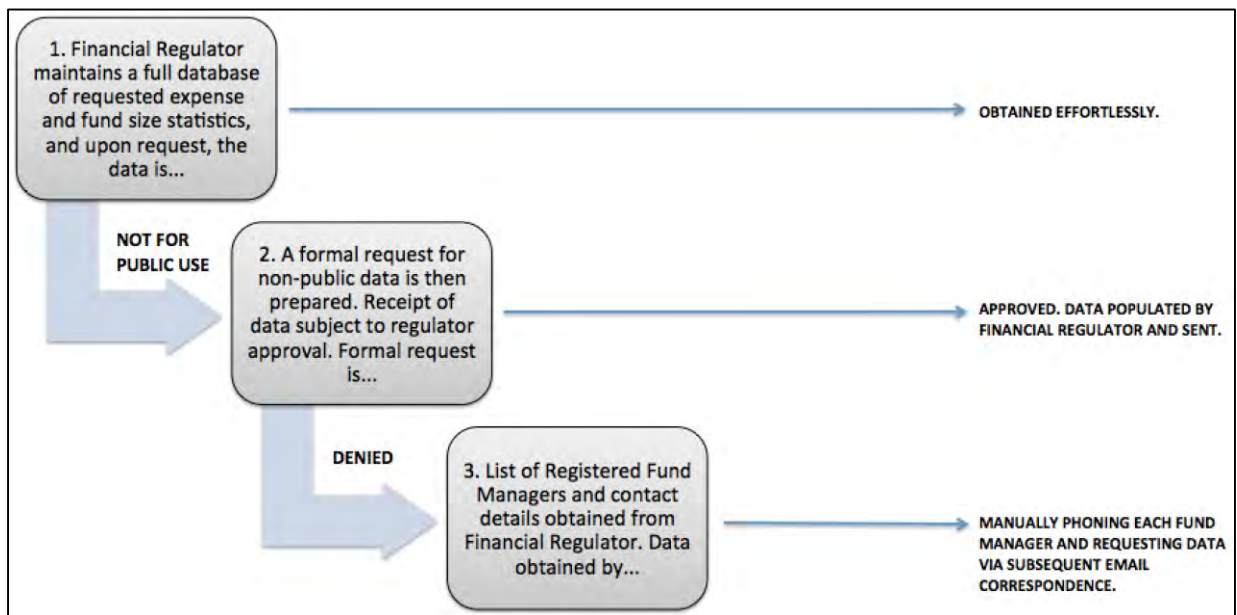 1. Financial Regulator
maintains a full database
of requested expense
and fund size statistics,
and upon request, the
data is...
OBTAINED EFFORTLESSLY.
NOT FOR
PUBLIC USE
2. A formal request for
non-public data is then
prepared. Receipt of
data subject to regulator
approval. Formal request
is...
APPROVED. DATA POPULATED BY
FINANCIAL REGULATOR AND SENT.
DENIED
3. List of Registered Fund
Managers and contact
details obtained from
Financial Regulator. Data
obtained by...
MANUALLY PHONING EACH FUND
MANAGER AND REQUESTING DATA
VIA SUBSEQUENT EMAIL
CORRESPONDENCE.